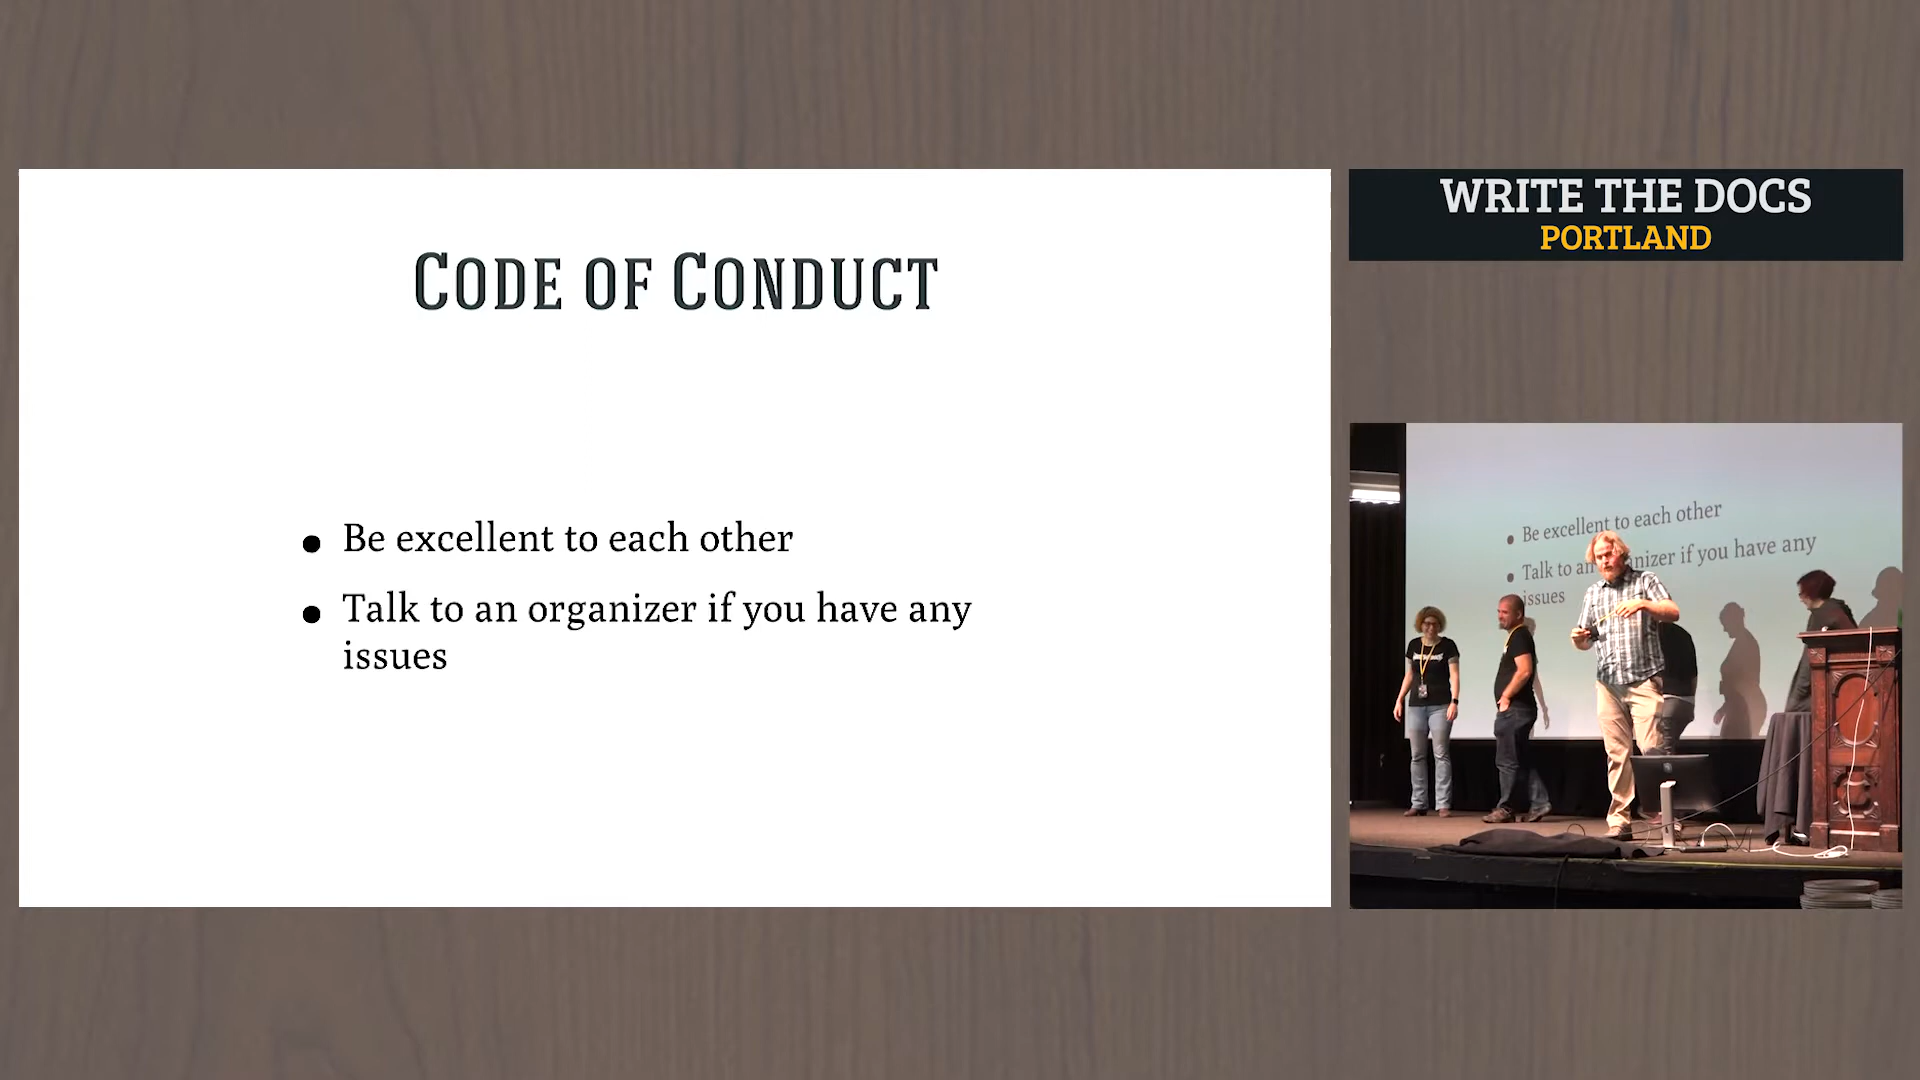 CODE OF CONDUCT
• Be excellent to each other
• Talk to an organizer if you have any
issues
WRITE THE DOCS
PORTLAND
• Be excellent to each other
• Talk to an organizer if you have any
issues